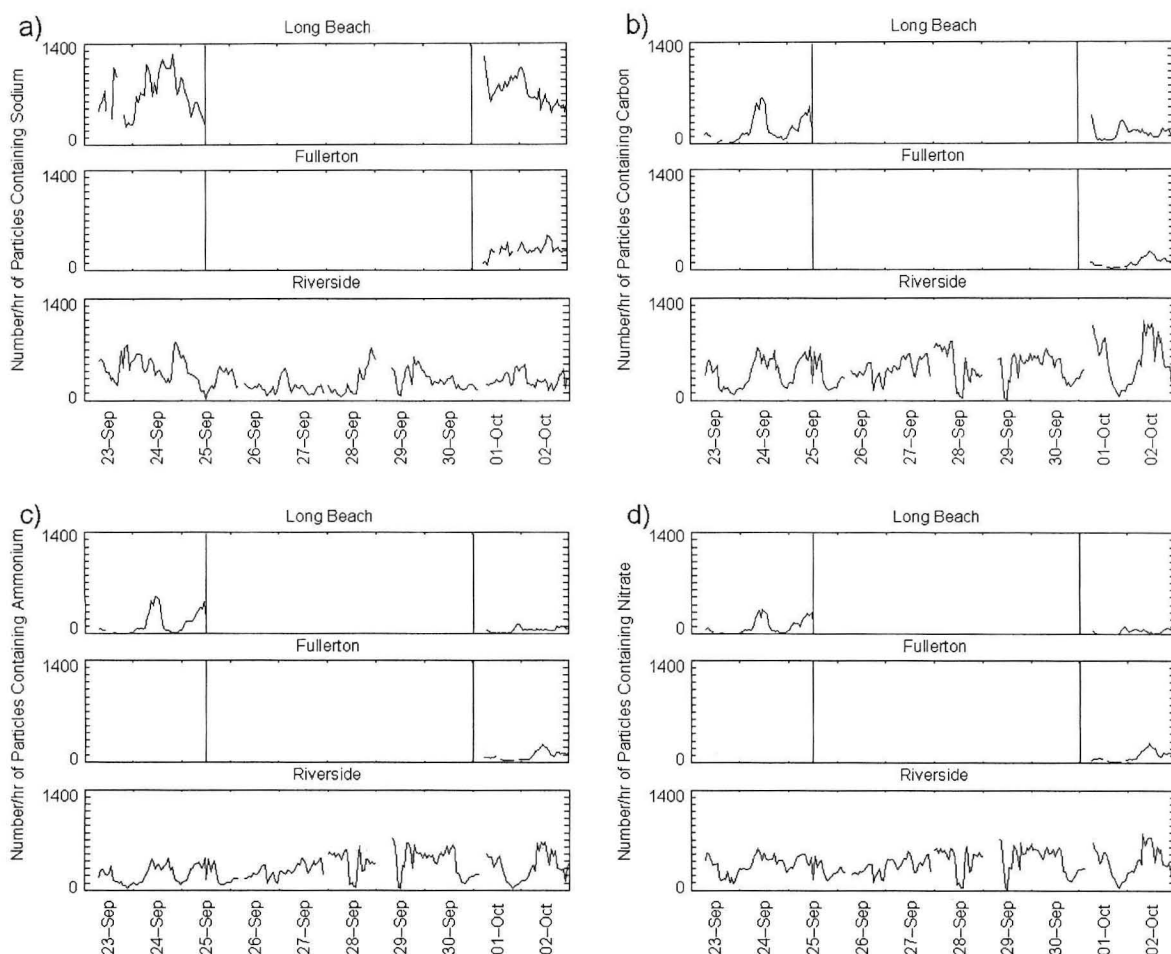 a)
Long Beach
Number/hr of Particles Containing Sodium
1400
0
Fullerton
1400
0
Riverside
1400
0
23–Sep
24–Sep
25–Sep
26–Sep
27–Sep
28–Sep
29–Sep
30–Sep
01–Oct
02–Oct
b)
Long Beach
Number/hr of Particles Containing Carbon
1400
0
Fullerton
1400
0
Riverside
1400
0
23–Sep
24–Sep
25–Sep
26–Sep
27–Sep
28–Sep
29–Sep
30–Sep
01–Oct
02–Oct
c)
Long Beach
Number/hr of Particles Containing Ammonium
1400
0
Fullerton
1400
0
Riverside
1400
0
23–Sep
24–Sep
25–Sep
26–Sep
27–Sep
28–Sep
29–Sep
30–Sep
01–Oct
02–Oct
d)
Long Beach
Number/hr of Particles Containing Nitrate
1400
0
Fullerton
1400
0
Riverside
1400
0
23–Sep
24–Sep
25–Sep
26–Sep
27–Sep
28–Sep
29–Sep
30–Sep
01–Oct
02–Oct